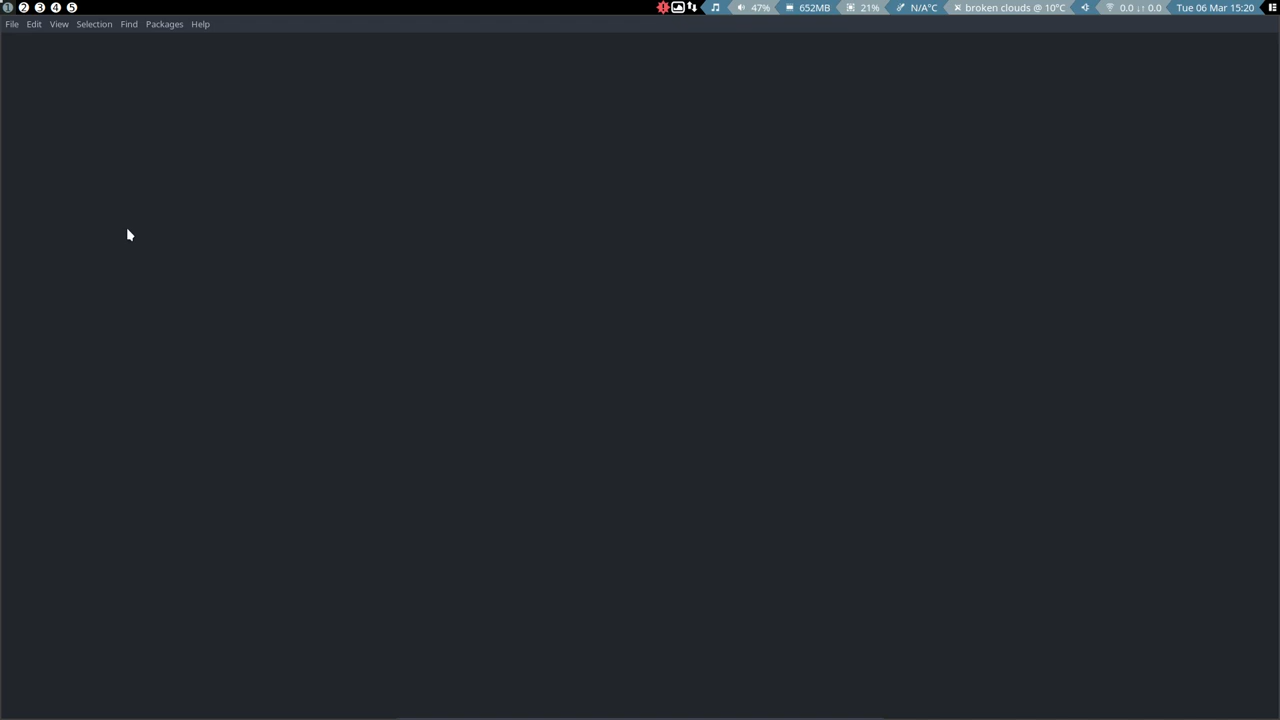 1 2 3 4 5 47% 652MB 21% N/A°C broken clouds @ 10°C 0.0 ↓↑ 0.0 Tue 06 Mar 15:20
File Edit View Selection Find Packages Help